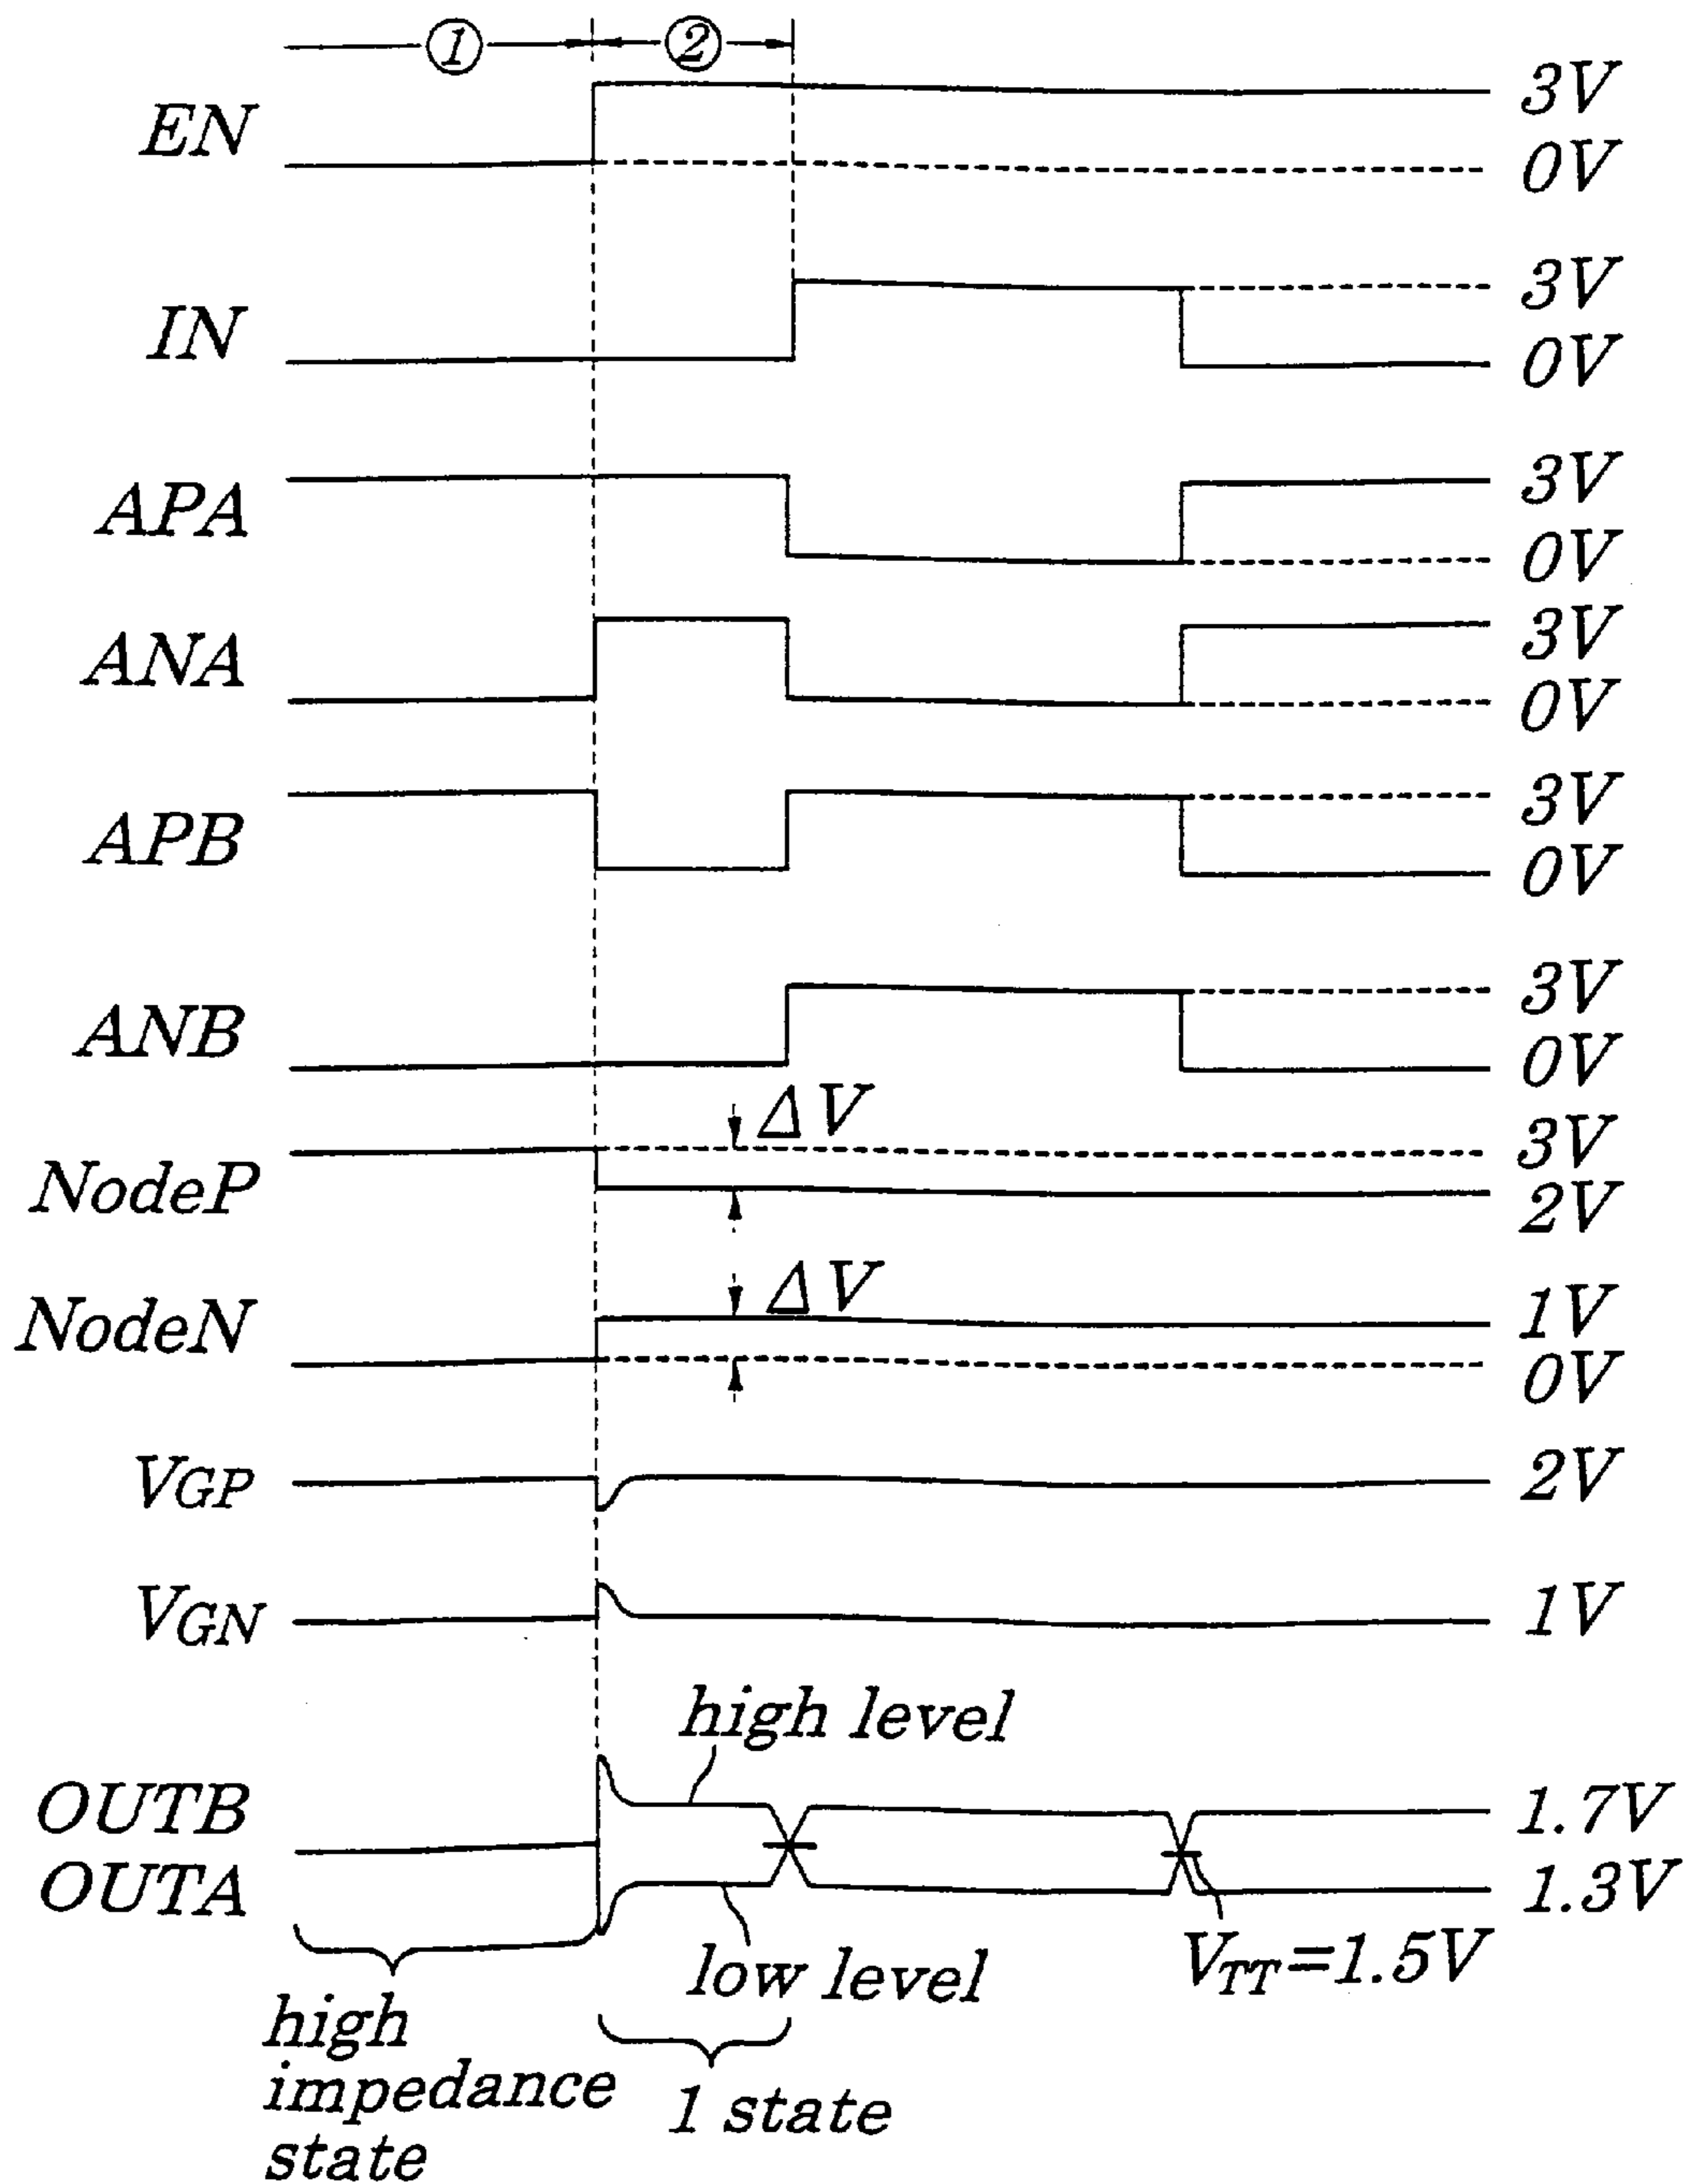 ① ②
EN 3V
0V
IN 3V
0V
APA 3V
0V
ANA 3V
0V
APB 3V
0V
ANB 3V
0V
ΔV
NodeP 3V
2V
ΔV
NodeN 1V
0V
VGP 2V
VGN 1V
high level
OUTB 1.7V
OUTA 1.3V
low level VTT=1.5V
high
impedance
state
1 state